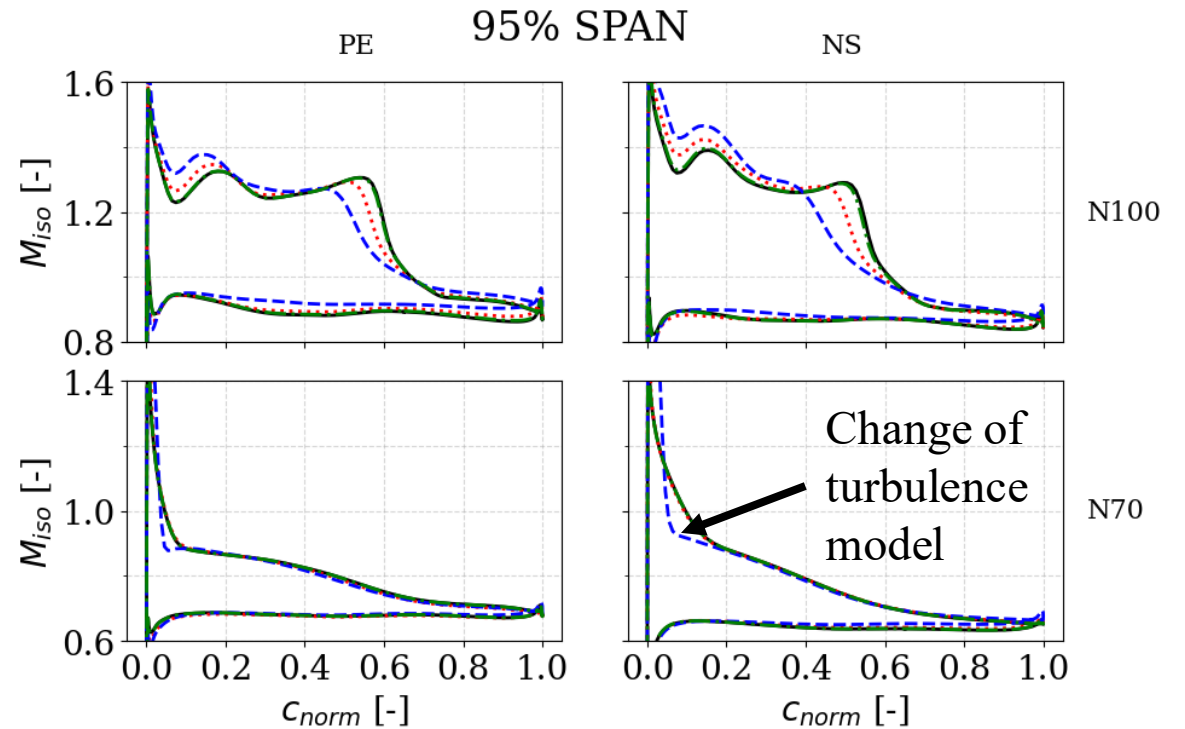 95% SPAN
PE
NS
1.6
1.2
0.8
M_iso [-]
N100
1.4
1.0
0.6
M_iso [-]
Change of
turbulence
model
N70
0.0 0.2 0.4 0.6 0.8 1.0
0.0 0.2 0.4 0.6 0.8 1.0
c_norm [-]
c_norm [-]